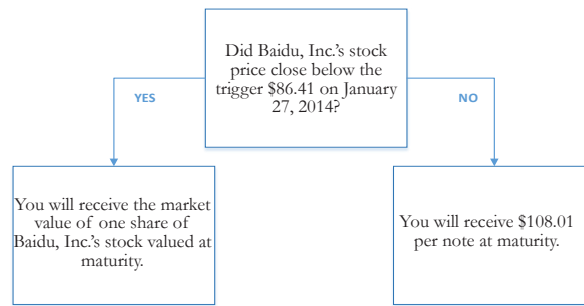 Did Baidu, Inc.'s stock
price close below the
trigger $86.41 on January
27, 2014?
YES
NO
You will receive the market
value of one share of
Baidu, Inc.'s stock valued at
maturity.
You will receive $108.01
per note at maturity.